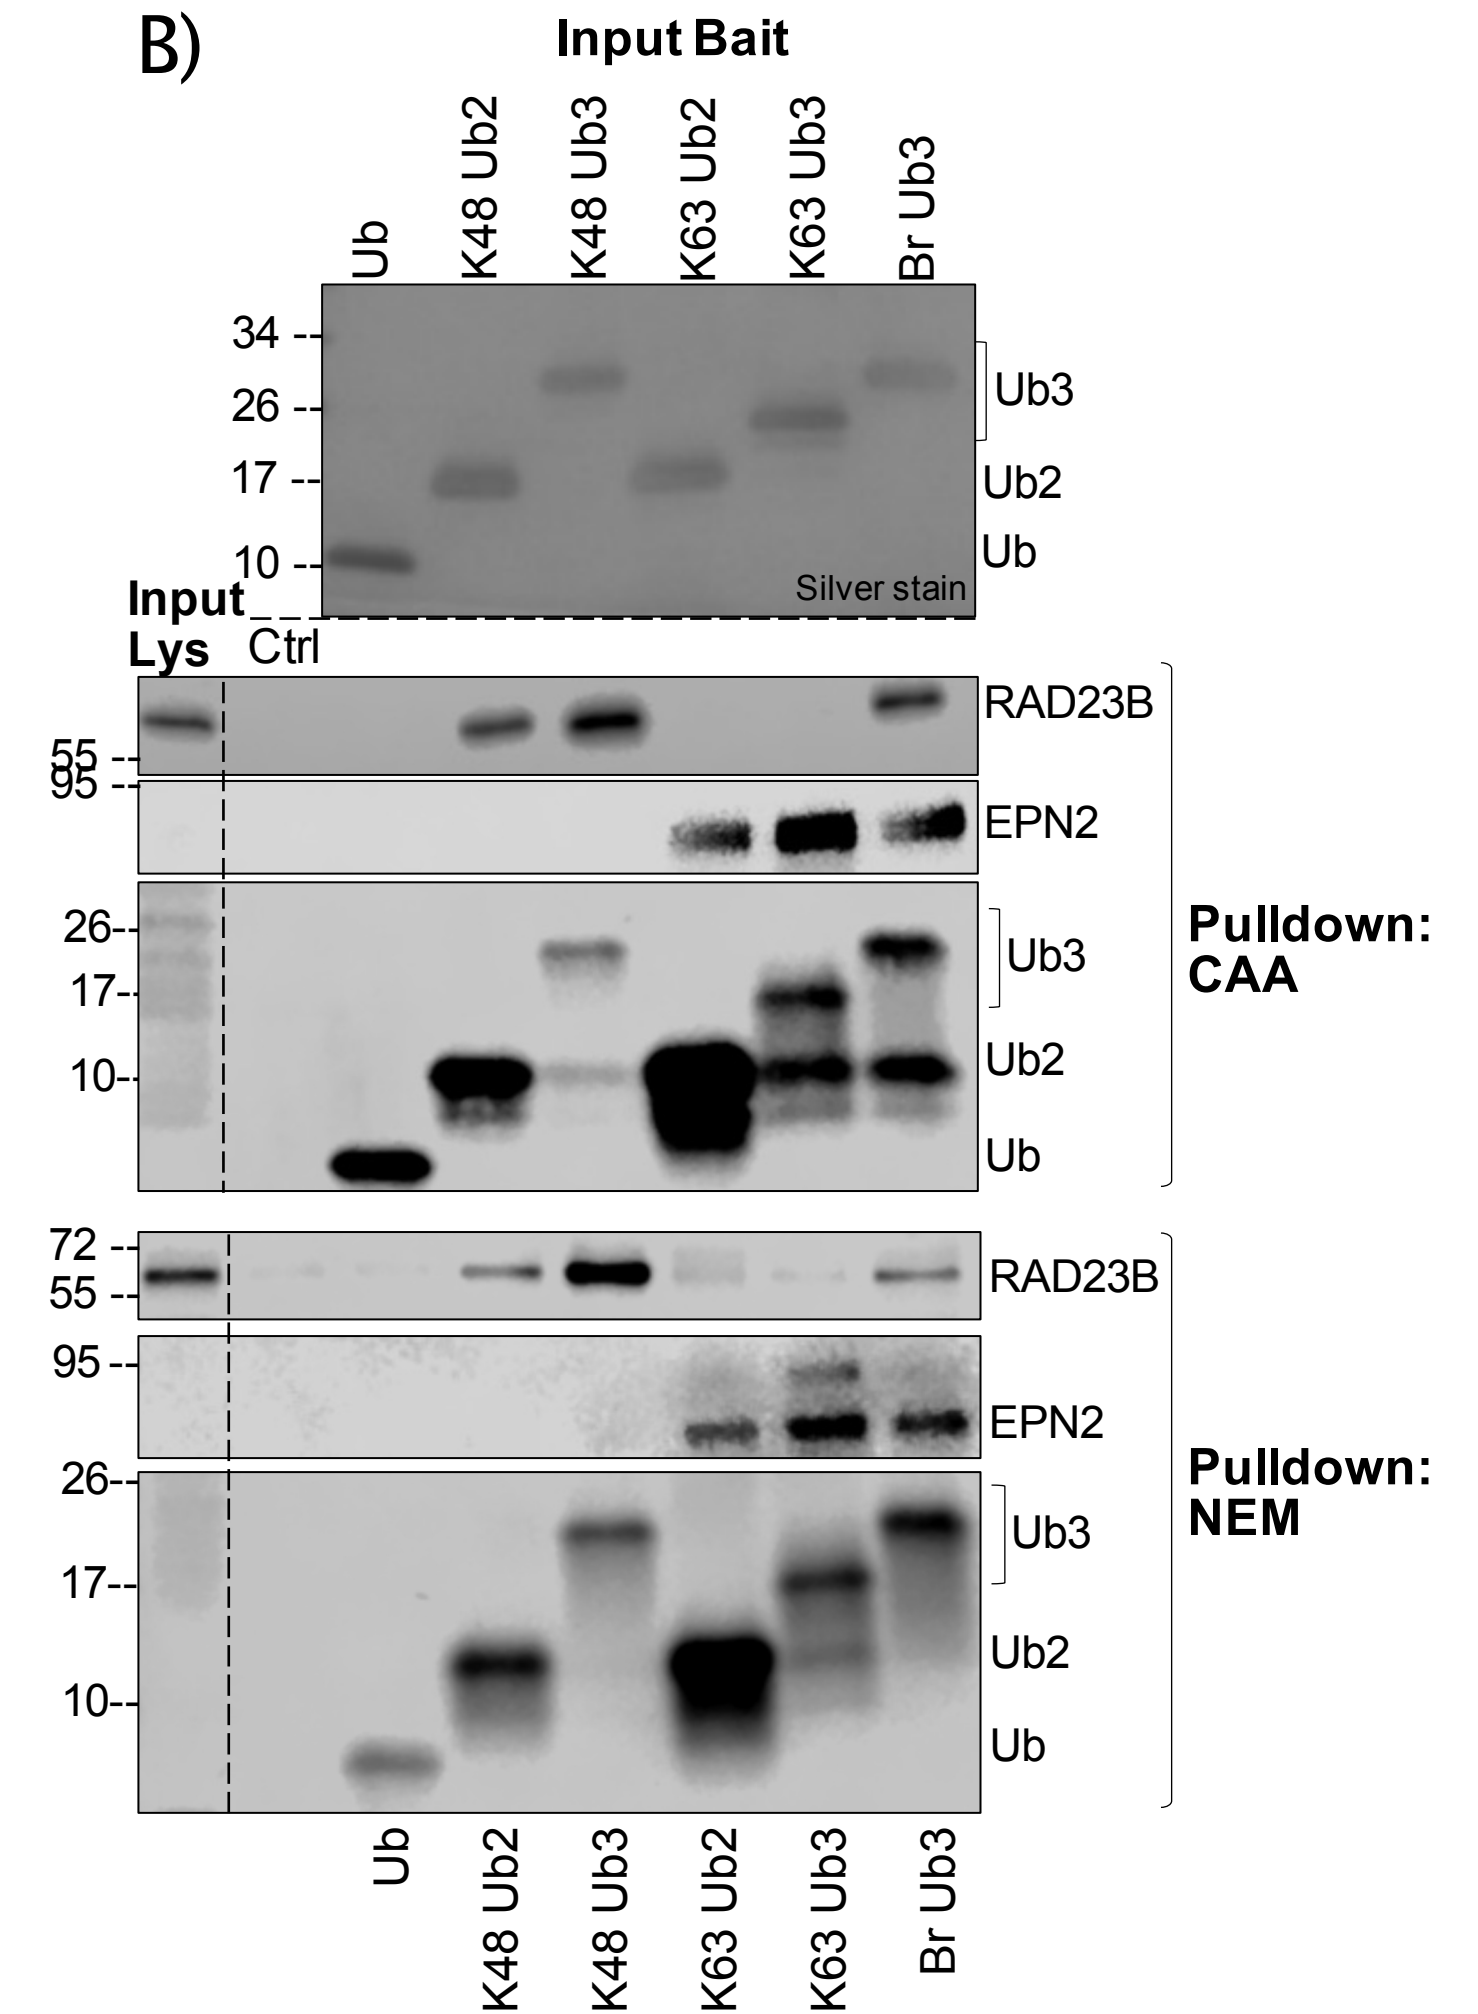 B)
Input Bait
Ub
K48 Ub2
K48 Ub3
K63 Ub2
K63 Ub3
Br Ub3
34 --
26 --
17 --
10 --
Ub3
Ub2
Ub
Silver stain
Input
Lys
Ctrl
55 --
RAD23B
95 --
EPN2
26--
17--
10--
Ub3
Ub2
Ub
Pulldown:
CAA
72 --
55 --
RAD23B
95 --
EPN2
26--
17--
10--
Ub3
Ub2
Ub
Pulldown:
NEM
Ub
K48 Ub2
K48 Ub3
K63 Ub2
K63 Ub3
Br Ub3